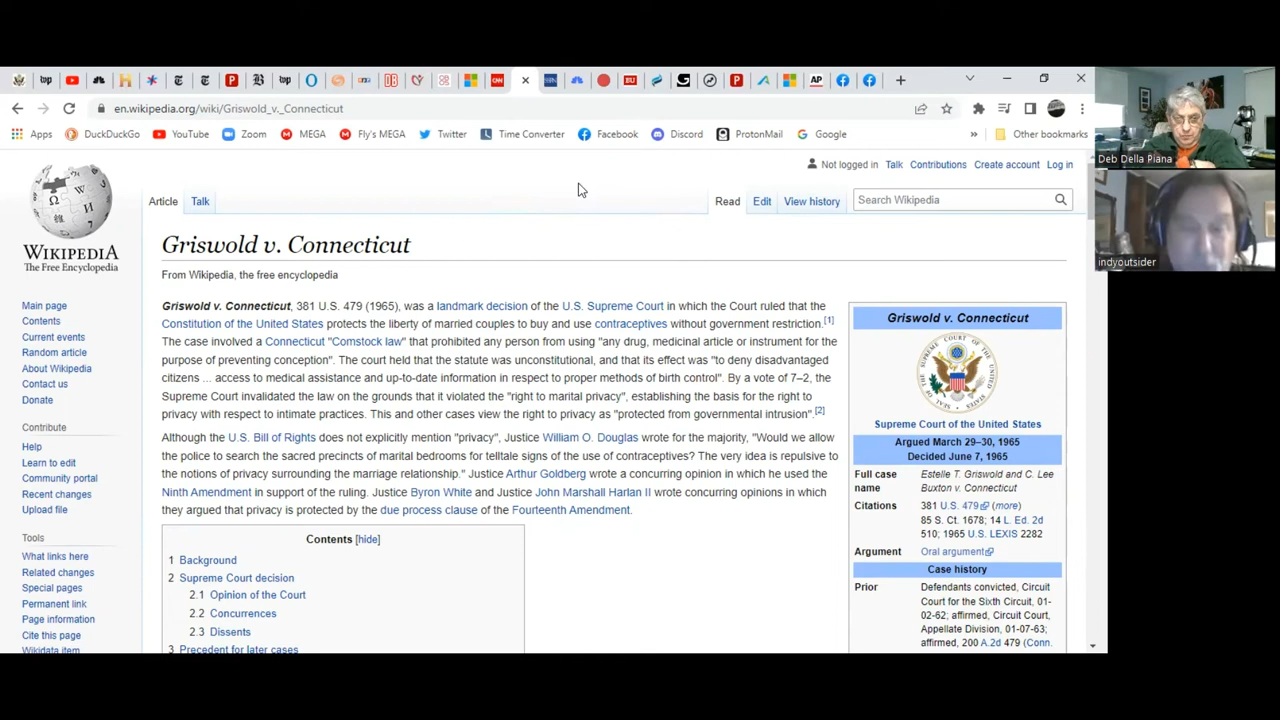 en.wikipedia.org/wiki/Griswold_v._Connecticut
Apps
DuckDuckGo
YouTube
Zoom
MEGA
Fly's MEGA
Twitter
Time Converter
Facebook
Discord
ProtonMail
Google
»
Other bookmarks
Deb Della Piana
indyoutsider
Not logged in Talk Contributions Create account Log in
Article Talk
Read Edit View history
Search Wikipedia
WIKIPEDIA
The Free Encyclopedia
Main page
Contents
Current events
Random article
About Wikipedia
Contact us
Donate
Contribute
Help
Learn to edit
Community portal
Recent changes
Upload file
Tools
What links here
Related changes
Special pages
Permanent link
Page information
Cite this page
Wikidata item
Griswold v. Connecticut
From Wikipedia, the free encyclopedia
Griswold v. Connecticut, 381 U.S. 479 (1965), was a landmark decision of the U.S. Supreme Court in which the Court ruled that the
Constitution of the United States protects the liberty of married couples to buy and use contraceptives without government restriction.[1]
The case involved a Connecticut "Comstock law" that prohibited any person from using "any drug, medicinal article or instrument for the
purpose of preventing conception". The court held that the statute was unconstitutional, and that its effect was "to deny disadvantaged
citizens ... access to medical assistance and up-to-date information in respect to proper methods of birth control". By a vote of 7–2, the
Supreme Court invalidated the law on the grounds that it violated the "right to marital privacy", establishing the basis for the right to
privacy with respect to intimate practices. This and other cases view the right to privacy as "protected from governmental intrusion".[2]
Although the U.S. Bill of Rights does not explicitly mention "privacy", Justice William O. Douglas wrote for the majority, "Would we allow
the police to search the sacred precincts of marital bedrooms for telltale signs of the use of contraceptives? The very idea is repulsive to
the notions of privacy surrounding the marriage relationship." Justice Arthur Goldberg wrote a concurring opinion in which he used the
Ninth Amendment in support of the ruling. Justice Byron White and Justice John Marshall Harlan II wrote concurring opinions in which
they argued that privacy is protected by the due process clause of the Fourteenth Amendment.
Contents [hide]
1 Background
2 Supreme Court decision
2.1 Opinion of the Court
2.2 Concurrences
2.3 Dissents
3 Precedent for later cases
Griswold v. Connecticut
Supreme Court of the United States
Argued March 29–30, 1965
Decided June 7, 1965
Full case name Estelle T. Griswold and C. Lee
Buxton v. Connecticut
Citations 381 U.S. 479 (more)
85 S. Ct. 1678; 14 L. Ed. 2d
510; 1965 U.S. LEXIS 2282
Argument Oral argument
Case history
Prior Defendants convicted, Circuit
Court for the Sixth Circuit, 01-
02-62; affirmed, Circuit Court,
Appellate Division, 01-07-63;
affirmed, 200 A.2d 479 (Conn.